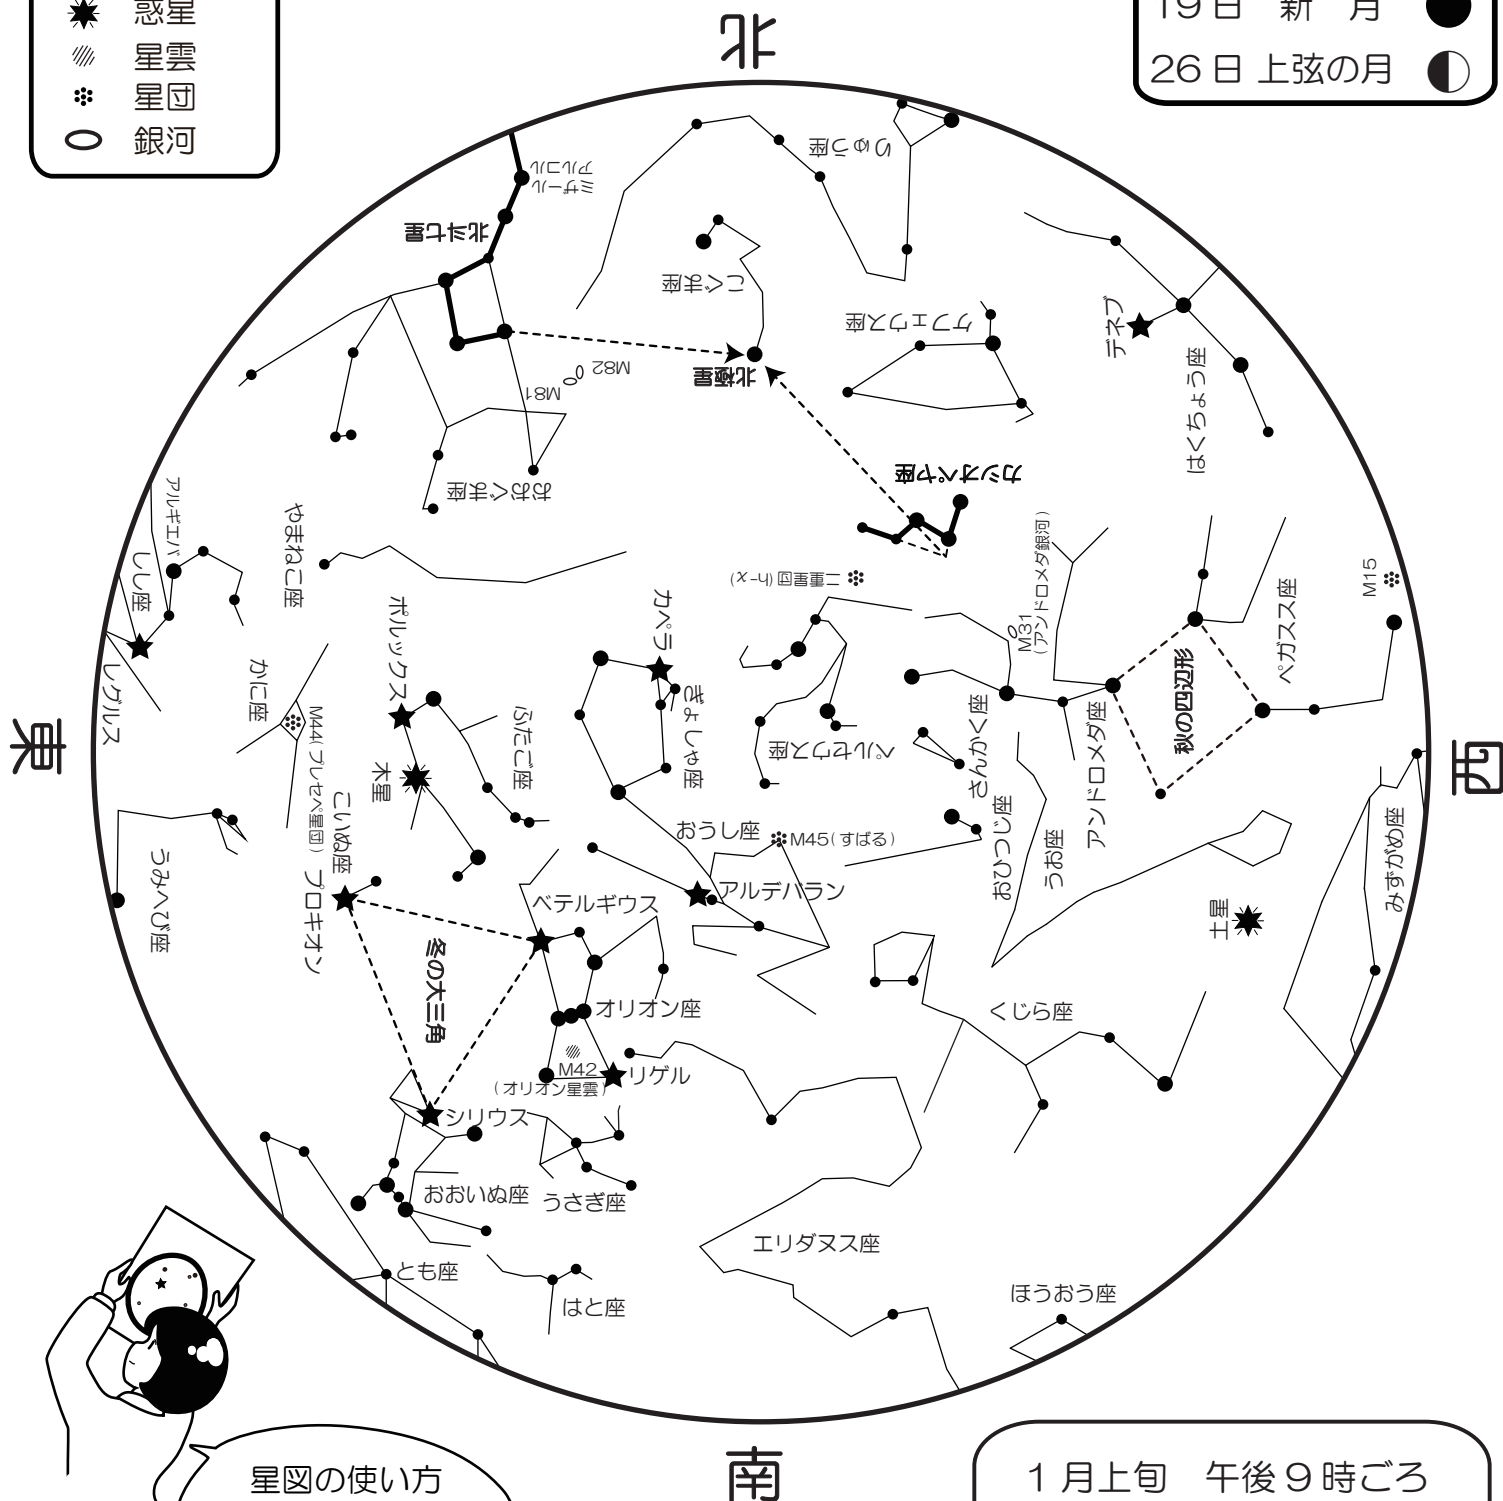 惑星
星雲
星団
銀河
19日 新 月
26日 上弦の月
北
東
西
南
ミザール
アルコル
北斗七星
りゅう座
こぐま座
ケフェウス座
デネブ
はくちょう座
北極星
M82
M81
おおぐま座
カシオペヤ座
二重星団(h-χ)
M31
(アンドロメダ銀河)
M15
ペガスス座
秋の四辺形
アンドロメダ座
さんかく座
おひつじ座
うお座
みずがめ座
土星
くじら座
アルギエバ
しし座
レグルス
やまねこ座
かに座
M44(プレセペ星団)
ポルックス
木星
ふたご座
カペラ
ぎょしゃ座
ペルセウス座
おうし座
M45(すばる)
アルデバラン
うみへび座
こいぬ座
プロキオン
ベテルギウス
冬の大三角
オリオン座
M42
(オリオン星雲)
リゲル
シリウス
おおいぬ座
うさぎ座
とも座
はと座
エリダヌス座
ほうおう座
星図の使い方
1月上旬 午後9時ごろ